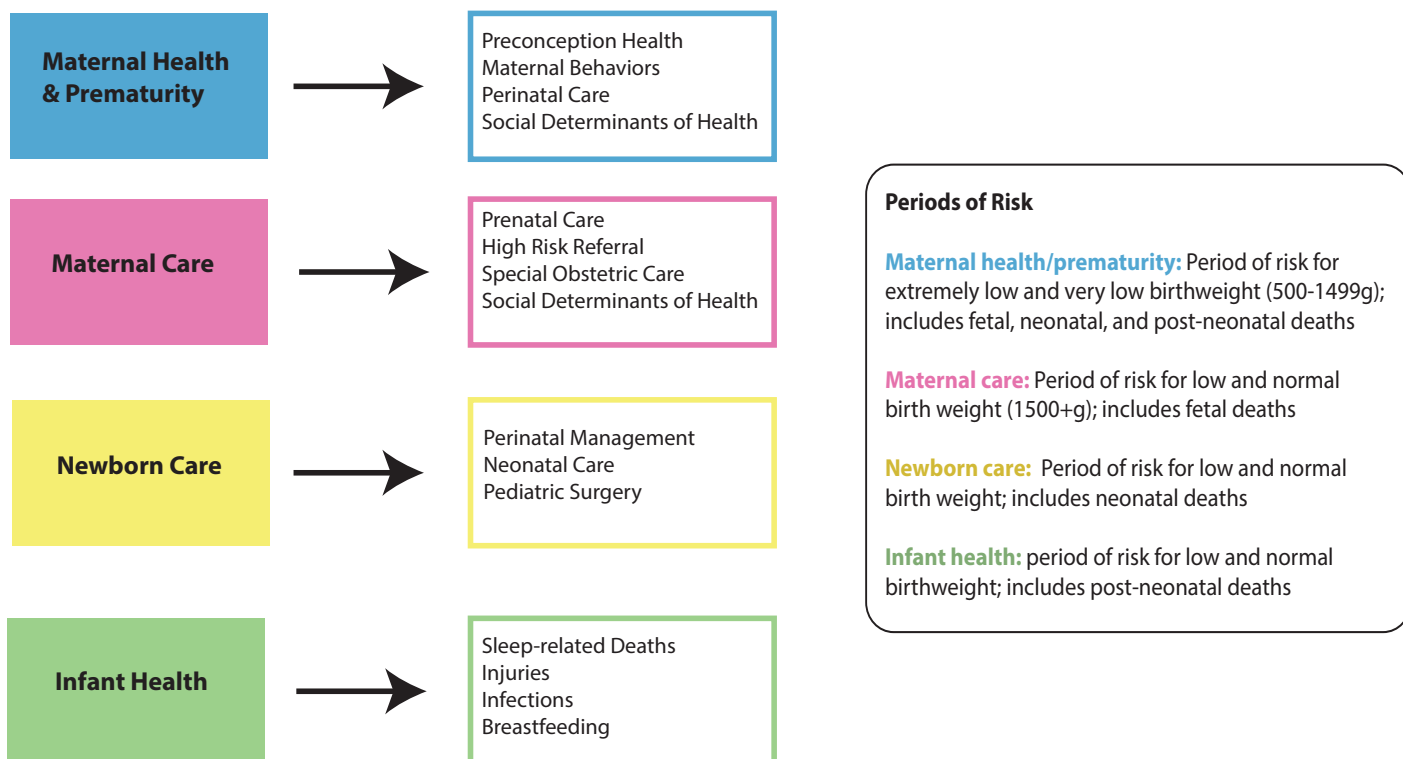 Maternal Health
& Prematurity
Preconception Health
Maternal Behaviors
Perinatal Care
Social Determinants of Health
Maternal Care
Prenatal Care
High Risk Referral
Special Obstetric Care
Social Determinants of Health
Newborn Care
Perinatal Management
Neonatal Care
Pediatric Surgery
Infant Health
Sleep-related Deaths
Injuries
Infections
Breastfeeding
Periods of Risk
Maternal health/prematurity: Period of risk for
extremely low and very low birthweight (500-1499g);
includes fetal, neonatal, and post-neonatal deaths
Maternal care: Period of risk for low and normal
birth weight (1500+g); includes fetal deaths
Newborn care: Period of risk for low and normal
birth weight; includes neonatal deaths
Infant health: period of risk for low and normal
birthweight; includes post-neonatal deaths